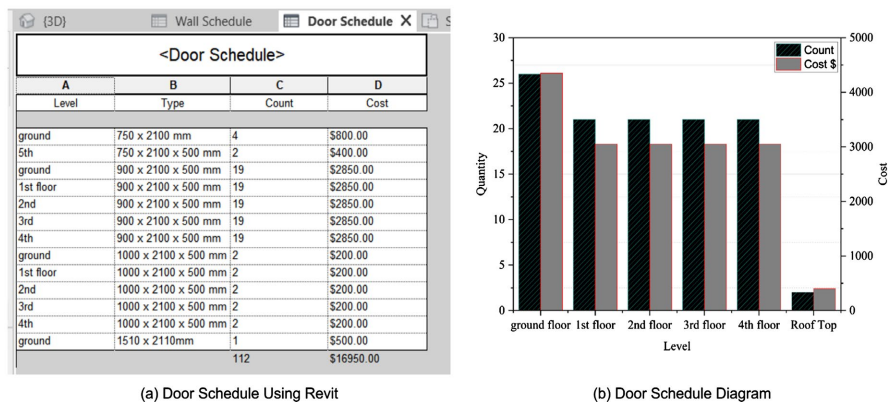 {3D} Wall Schedule Door Schedule X S
<Door Schedule>
A B C D
Level Type Count Cost
ground 750 x 2100 mm 4 $800.00
5th 750 x 2100 x 500 mm 2 $400.00
ground 900 x 2100 x 500 mm 19 $2850.00
1st floor 900 x 2100 x 500 mm 19 $2850.00
2nd 900 x 2100 x 500 mm 19 $2850.00
3rd 900 x 2100 x 500 mm 19 $2850.00
4th 900 x 2100 x 500 mm 19 $2850.00
ground 1000 x 2100 x 500 mm 2 $200.00
1st floor 1000 x 2100 x 500 mm 2 $200.00
2nd 1000 x 2100 x 500 mm 2 $200.00
3rd 1000 x 2100 x 500 mm 2 $200.00
4th 1000 x 2100 x 500 mm 2 $200.00
ground 1510 x 2110mm 1 $500.00
112 $16950.00
(a) Door Schedule Using Revit
Count
Cost $
Quantity
30
25
20
15
10
5
0
5000
4000
3000
2000
1000
0
Cost
ground floor 1st floor 2nd floor 3rd floor 4th floor Roof Top
Level
(b) Door Schedule Diagram